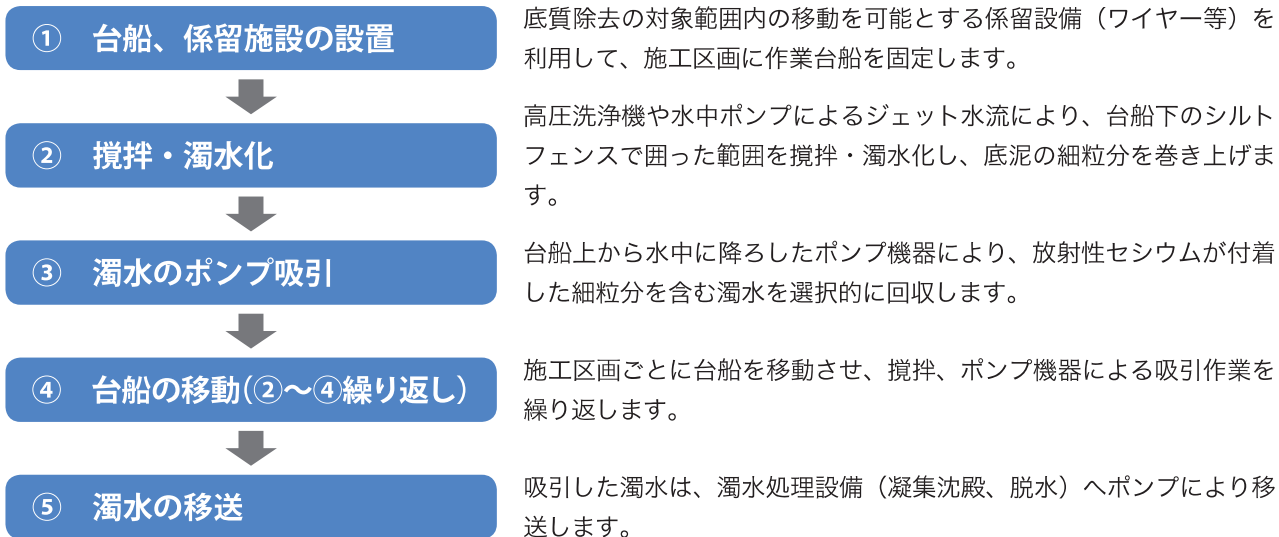 ① 台船、係留施設の設置
底質除去の対象範囲内の移動を可能とする係留設備（ワイヤー等）を
利用して、施工区画に作業台船を固定します。
② 撹拌・濁水化
高圧洗浄機や水中ポンプによるジェット水流により、台船下のシルト
フェンスで囲った範囲を撹拌・濁水化し、底泥の細粒分を巻き上げま
す。
③ 濁水のポンプ吸引
台船上から水中に降ろしたポンプ機器により、放射性セシウムが付着
した細粒分を含む濁水を選択的に回収します。
④ 台船の移動（②～④繰り返し）
施工区画ごとに台船を移動させ、撹拌、ポンプ機器による吸引作業を
繰り返します。
⑤ 濁水の移送
吸引した濁水は、濁水処理設備（凝集沈殿、脱水）へポンプにより移
送します。